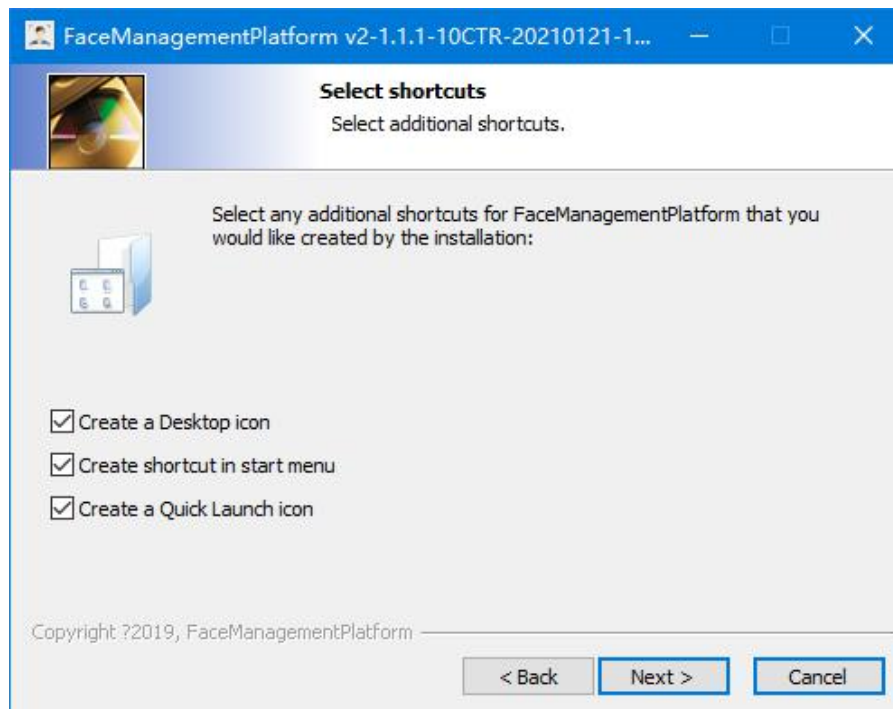 FaceManagementPlatform v2-1.1.1-10CTR-20210121-1...
Select shortcuts
Select additional shortcuts.
Select any additional shortcuts for FaceManagementPlatform that you
would like created by the installation:
Create a Desktop icon
Create shortcut in start menu
Create a Quick Launch icon
Copyright ?2019, FaceManagementPlatform
< Back
Next >
Cancel